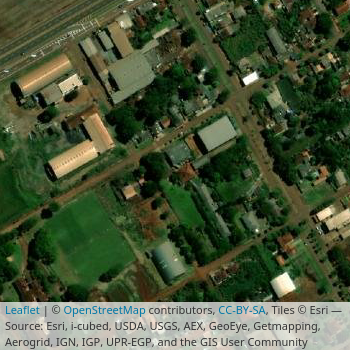 Leaflet | © OpenStreetMap contributors, CC-BY-SA, Tiles © Esri —
Source: Esri, i-cubed, USDA, USGS, AEX, GeoEye, Getmapping,
Aerogrid, IGN, IGP, UPR-EGP, and the GIS User Community